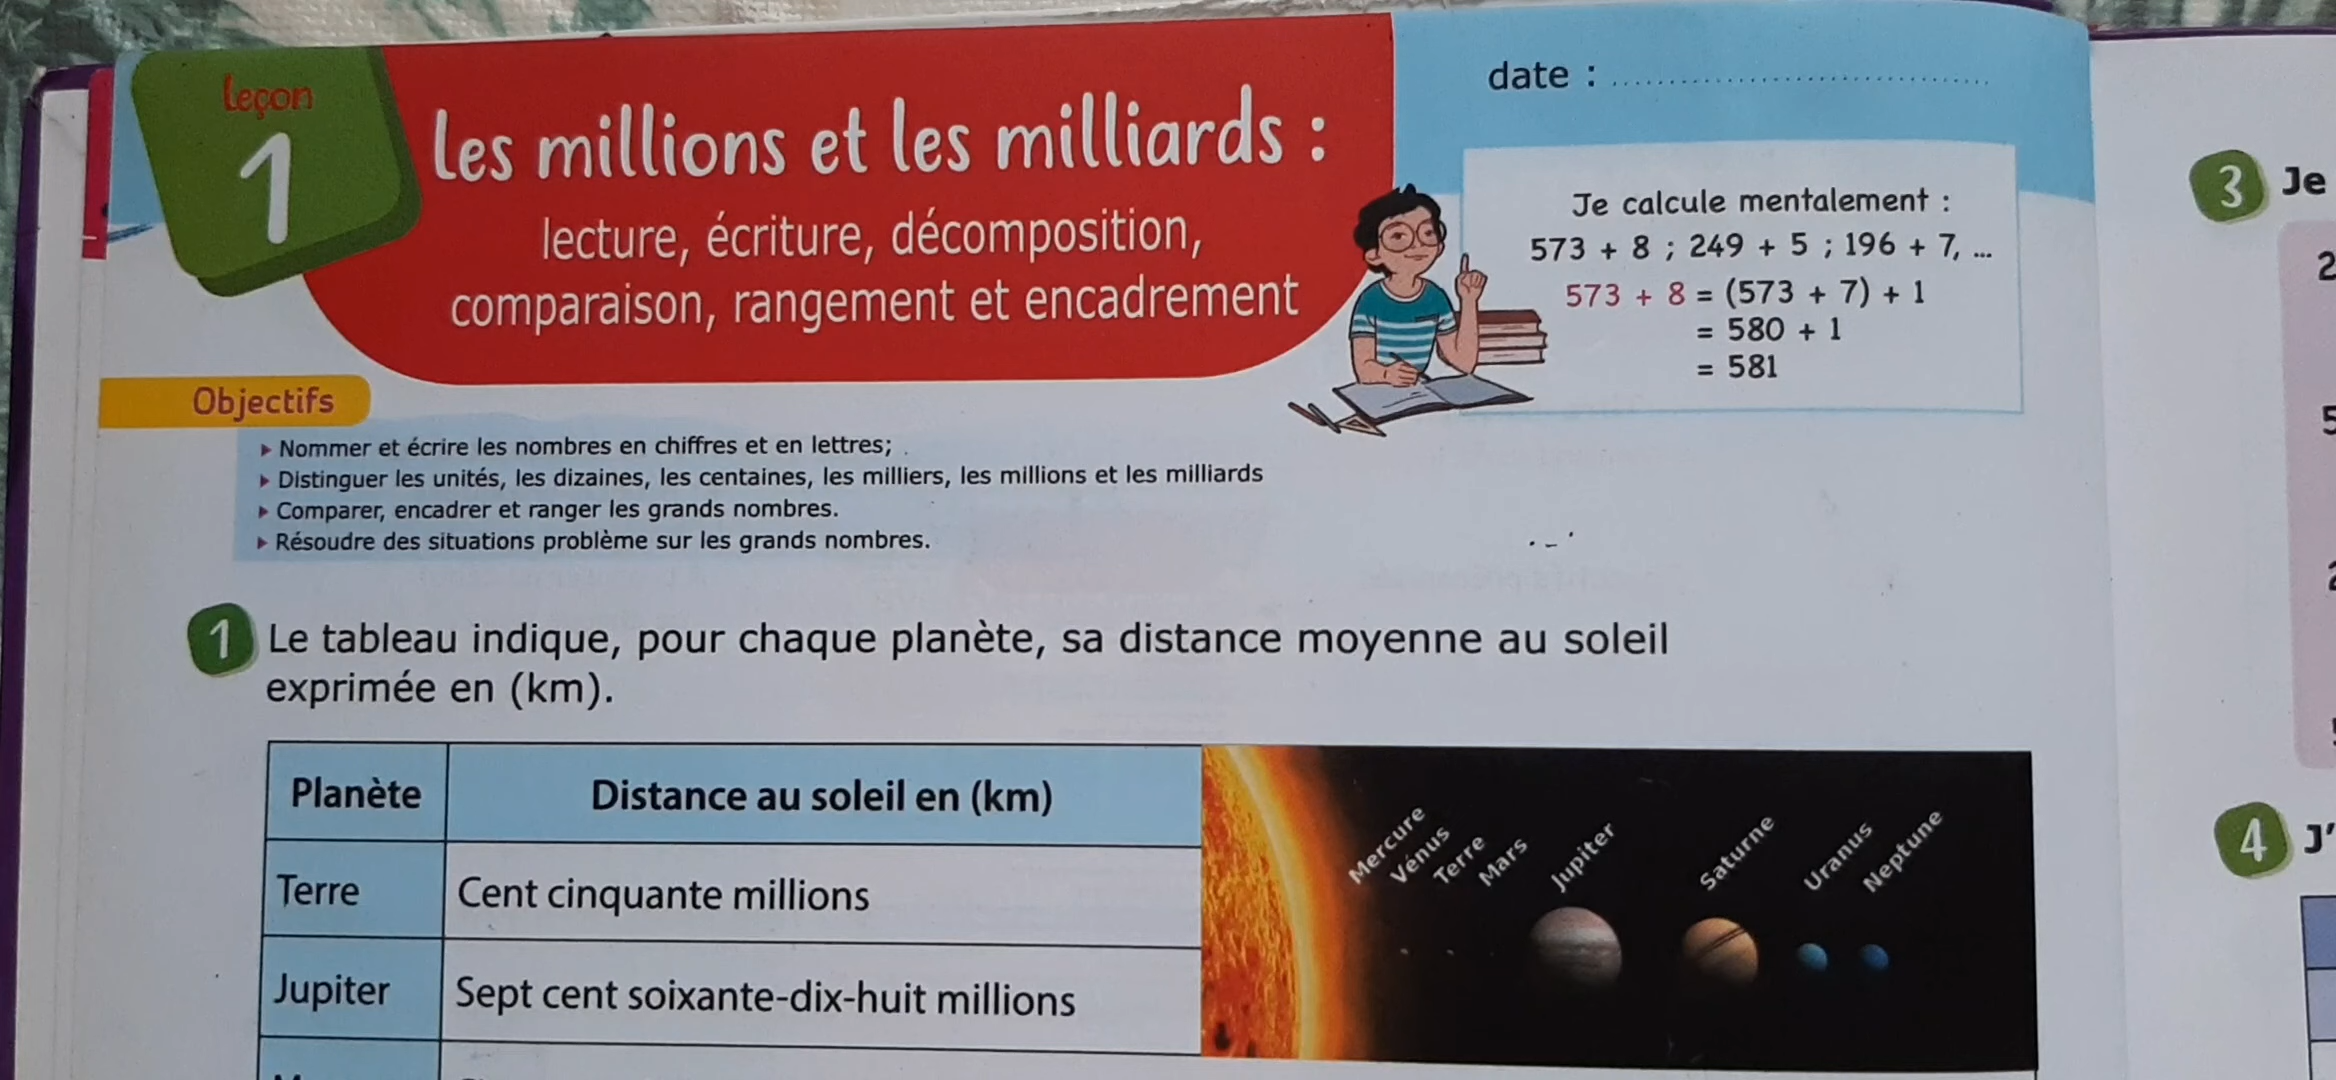 leçon
1
Les millions et les milliards :
lecture, écriture, décomposition,
comparaison, rangement et encadrement
date : ....................................
Je calcule mentalement :
573 + 8 ; 249 + 5 ; 196 + 7, ...
573 + 8 = (573 + 7) + 1
= 580 + 1
= 581
Objectifs
▸ Nommer et écrire les nombres en chiffres et en lettres;
▸ Distinguer les unités, les dizaines, les centaines, les milliers, les millions et les milliards
▸ Comparer, encadrer et ranger les grands nombres.
▸ Résoudre des situations problème sur les grands nombres.
1 Le tableau indique, pour chaque planète, sa distance moyenne au soleil
exprimée en (km).
Planète Distance au soleil en (km)
Terre Cent cinquante millions
Jupiter Sept cent soixante-dix-huit millions
Mercure
Vénus
Terre
Mars
Jupiter
Saturne
Uranus
Neptune
3 Je
2
5
4 J'